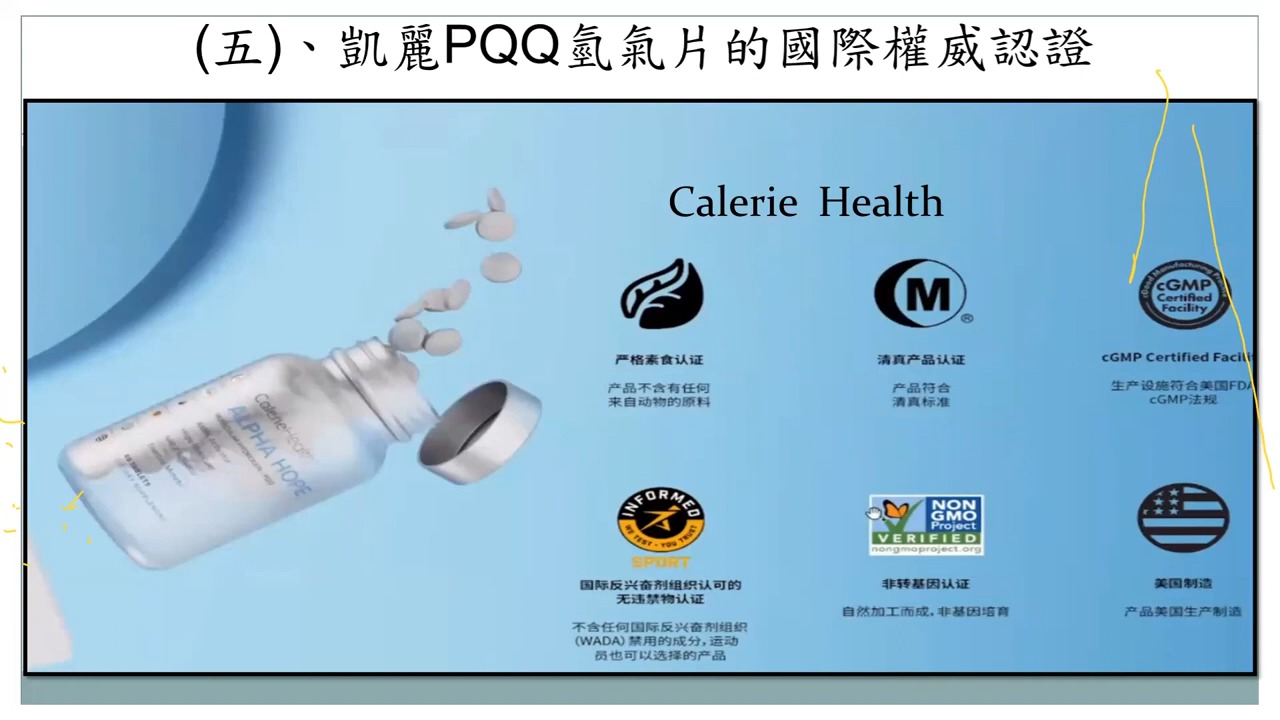 (五)、凱麗PQQ氫氣片的國際權威認證
Calerie Health
M
®
cGMP
Certified
Facility
严格素食认证
产品不含有任何
来自动物的原料
清真产品认证
产品符合
清真标准
cGMP Certified Facili
生产设施符合美国FDA
cGMP法规
CalerieHealth
ALPHA HOPE
INFORMED
WE TEST · YOU TRUST
SPORT
NON
GMO
Project
VERIFIED
nongmoproject.org
国际反兴奋剂组织认可的
无违禁物认证
不含任何国际反兴奋剂组织
(WADA) 禁用的成分，运动
员也可以选择的产品
非转基因认证
自然加工而成，非基因培育
美国制造
产品美国生产制造